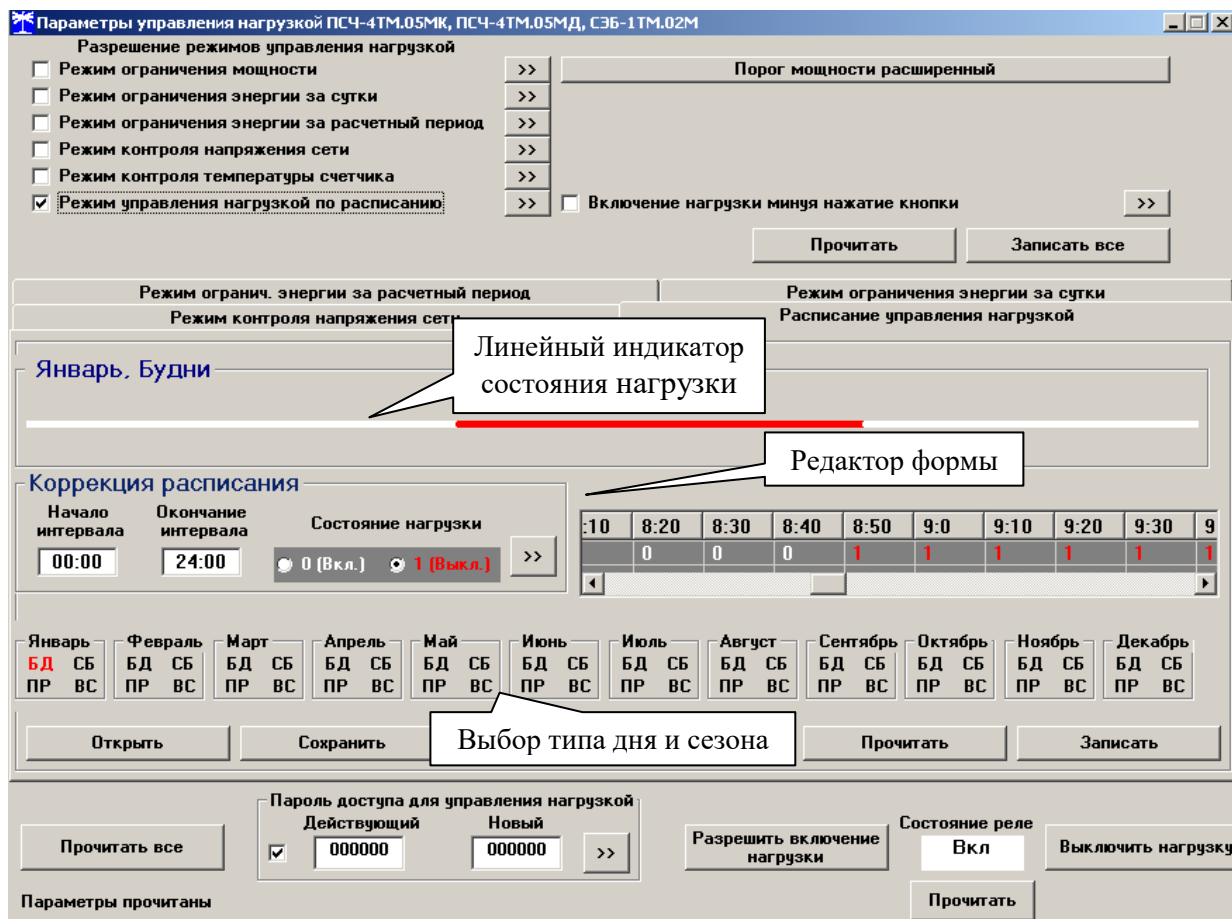 Параметры управления нагрузкой ПСЧ-4ТМ.05МК, ПСЧ-4ТМ.05МД, СЭБ-1ТМ.02М
Разрешение режимов управления нагрузкой
Режим ограничения мощности >> Порог мощности расширенный
Режим ограничения энергии за сутки >>
Режим ограничения энергии за расчетный период >>
Режим контроля напряжения сети >>
Режим контроля температуры счетчика >>
Режим управления нагрузкой по расписанию >> Включение нагрузки минуя нажатие кнопки >>
Прочитать Записать все
Режим огранич. энергии за расчетный период Режим ограничения энергии за сутки
Режим контроля напряжения сети Расписание управления нагрузкой
Линейный индикатор
состояния нагрузки
Январь, Будни
Редактор формы
Коррекция расписания
Начало интервала Окончание интервала Состояние нагрузки
00:00 24:00 0 (Вкл.) 1 (Выкл.) >>
:10 8:20 8:30 8:40 8:50 9:0 9:10 9:20 9:30 9
0 0 0 1 1 1 1 1 1
Январь Февраль Март Апрель Май Июнь Июль Август Сентябрь Октябрь Ноябрь Декабрь
БД СБ БД СБ БД СБ БД СБ БД СБ БД СБ БД СБ БД СБ БД СБ БД СБ БД СБ БД СБ
ПР ВС ПР ВС ПР ВС ПР ВС ПР ВС ПР ВС ПР ВС ПР ВС ПР ВС ПР ВС ПР ВС ПР ВС
Открыть Сохранить Выбор типа дня и сезона Прочитать Записать
Пароль доступа для управления нагрузкой
Действующий Новый
Прочитать все 000000 000000 >>
Разрешить включение нагрузки
Состояние реле
Вкл Выключить нагрузку
Прочитать
Параметры прочитаны